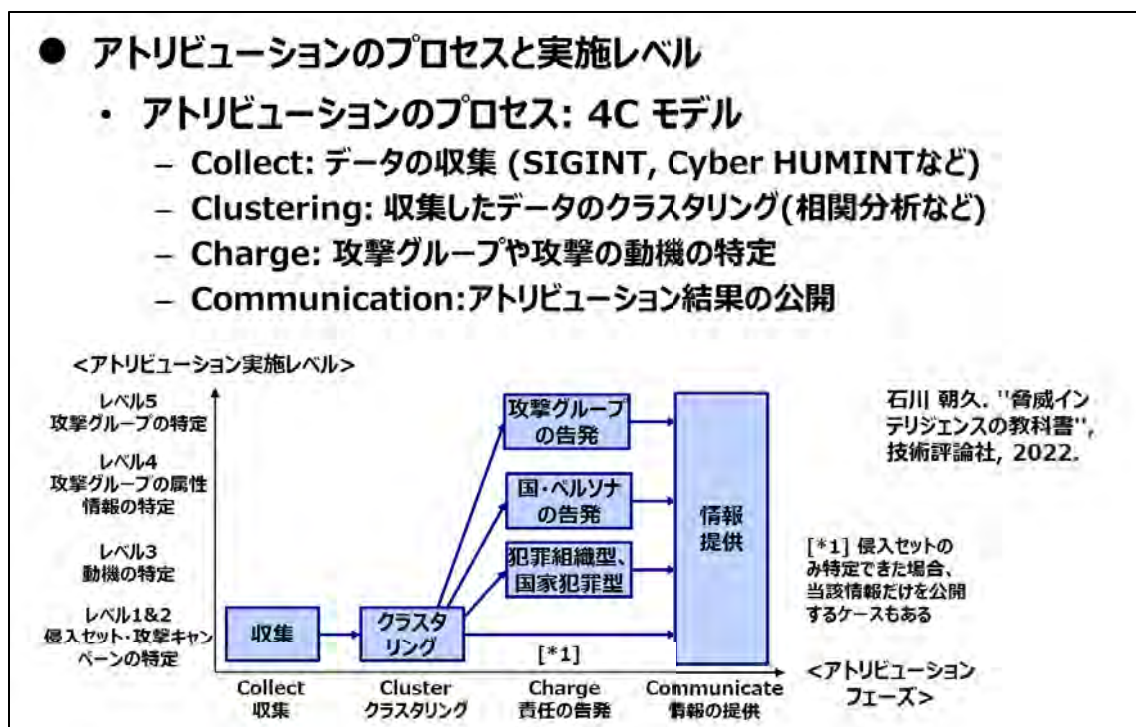 ● アトリビューションのプロセスと実施レベル
・ アトリビューションのプロセス: 4C モデル
– Collect: データの収集 (SIGINT, Cyber HUMINTなど)
– Clustering: 収集したデータのクラスタリング(相関分析など)
– Charge: 攻撃グループや攻撃の動機の特定
– Communication:アトリビューション結果の公開
<アトリビューション実施レベル>
レベル5
攻撃グループの特定
レベル4
攻撃グループの属性
情報の特定
レベル3
動機の特定
レベル1&2
侵入セット・攻撃キャン
ペーンの特定
収集
クラスタ
リング
攻撃グループ
の告発
国・ペルソナ
の告発
犯罪組織型、
国家犯罪型
[*1]
情報
提供
石川 朝久. "脅威イン
テリジェンスの教科書",
技術評論社, 2022.
[*1] 侵入セットの
み特定できた場合、
当該情報だけを公開
するケースもある
Collect
収集
Cluster
クラスタリング
Charge
責任の告発
Communicate
情報の提供
<アトリビューション
フェーズ>